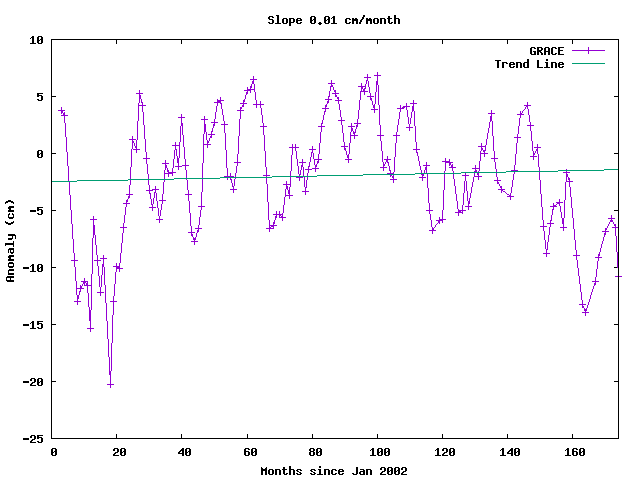 Slope 0.01 cm/month
GRACE
Trend Line
10
5
0
-5
-10
-15
-20
-25
Anomaly (cm)
0 20 40 60 80 100 120 140 160
Months since Jan 2002